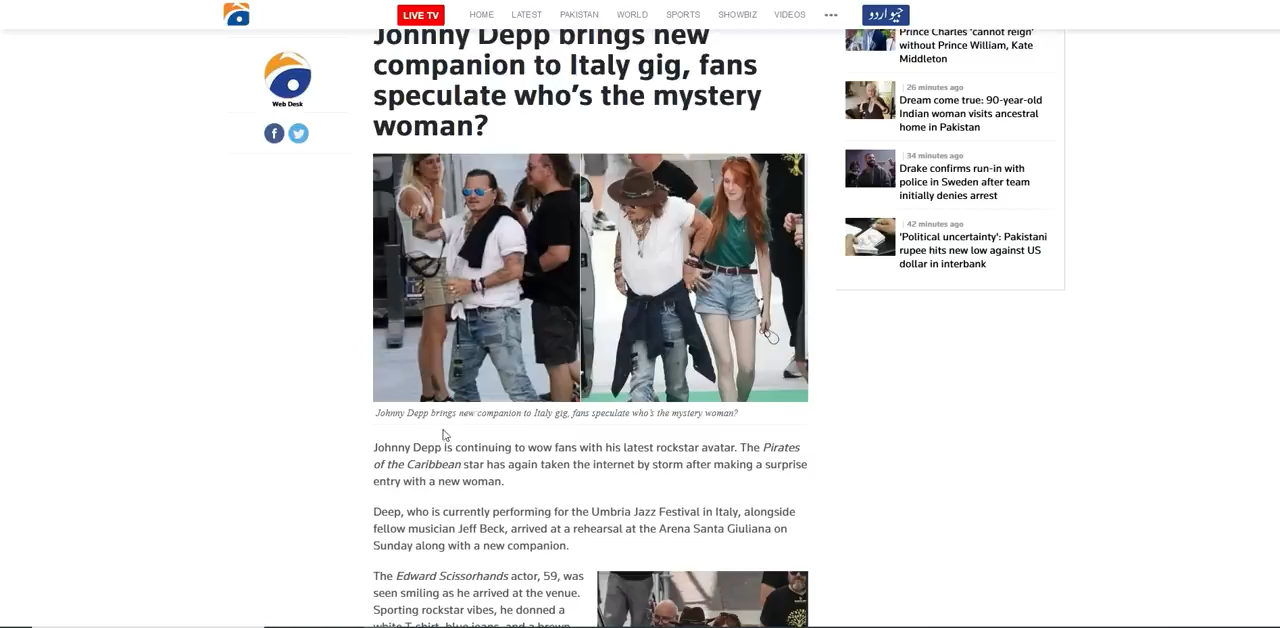 LIVE TV
HOME
LATEST
PAKISTAN
WORLD
SPORTS
SHOWBIZ
VIDEOS
جیو اردو
Web Desk
Johnny Depp brings new
companion to Italy gig, fans
speculate who's the mystery
woman?
Johnny Depp brings new companion to Italy gig, fans speculate who's the mystery woman?
Johnny Depp is continuing to wow fans with his latest rockstar avatar. The Pirates
of the Caribbean star has again taken the internet by storm after making a surprise
entry with a new woman.
Deep, who is currently performing for the Umbria Jazz Festival in Italy, alongside
fellow musician Jeff Beck, arrived at a rehearsal at the Arena Santa Giuliana on
Sunday along with a new companion.
The Edward Scissorhands actor, 59, was
seen smiling as he arrived at the venue.
Sporting rockstar vibes, he donned a
white T-shirt, blue jeans, and a brown
Prince Charles 'cannot reign'
without Prince William, Kate
Middleton
26 minutes ago
Dream come true: 90-year-old
Indian woman visits ancestral
home in Pakistan
34 minutes ago
Drake confirms run-in with
police in Sweden after team
initially denies arrest
42 minutes ago
'Political uncertainty': Pakistani
rupee hits new low against US
dollar in interbank